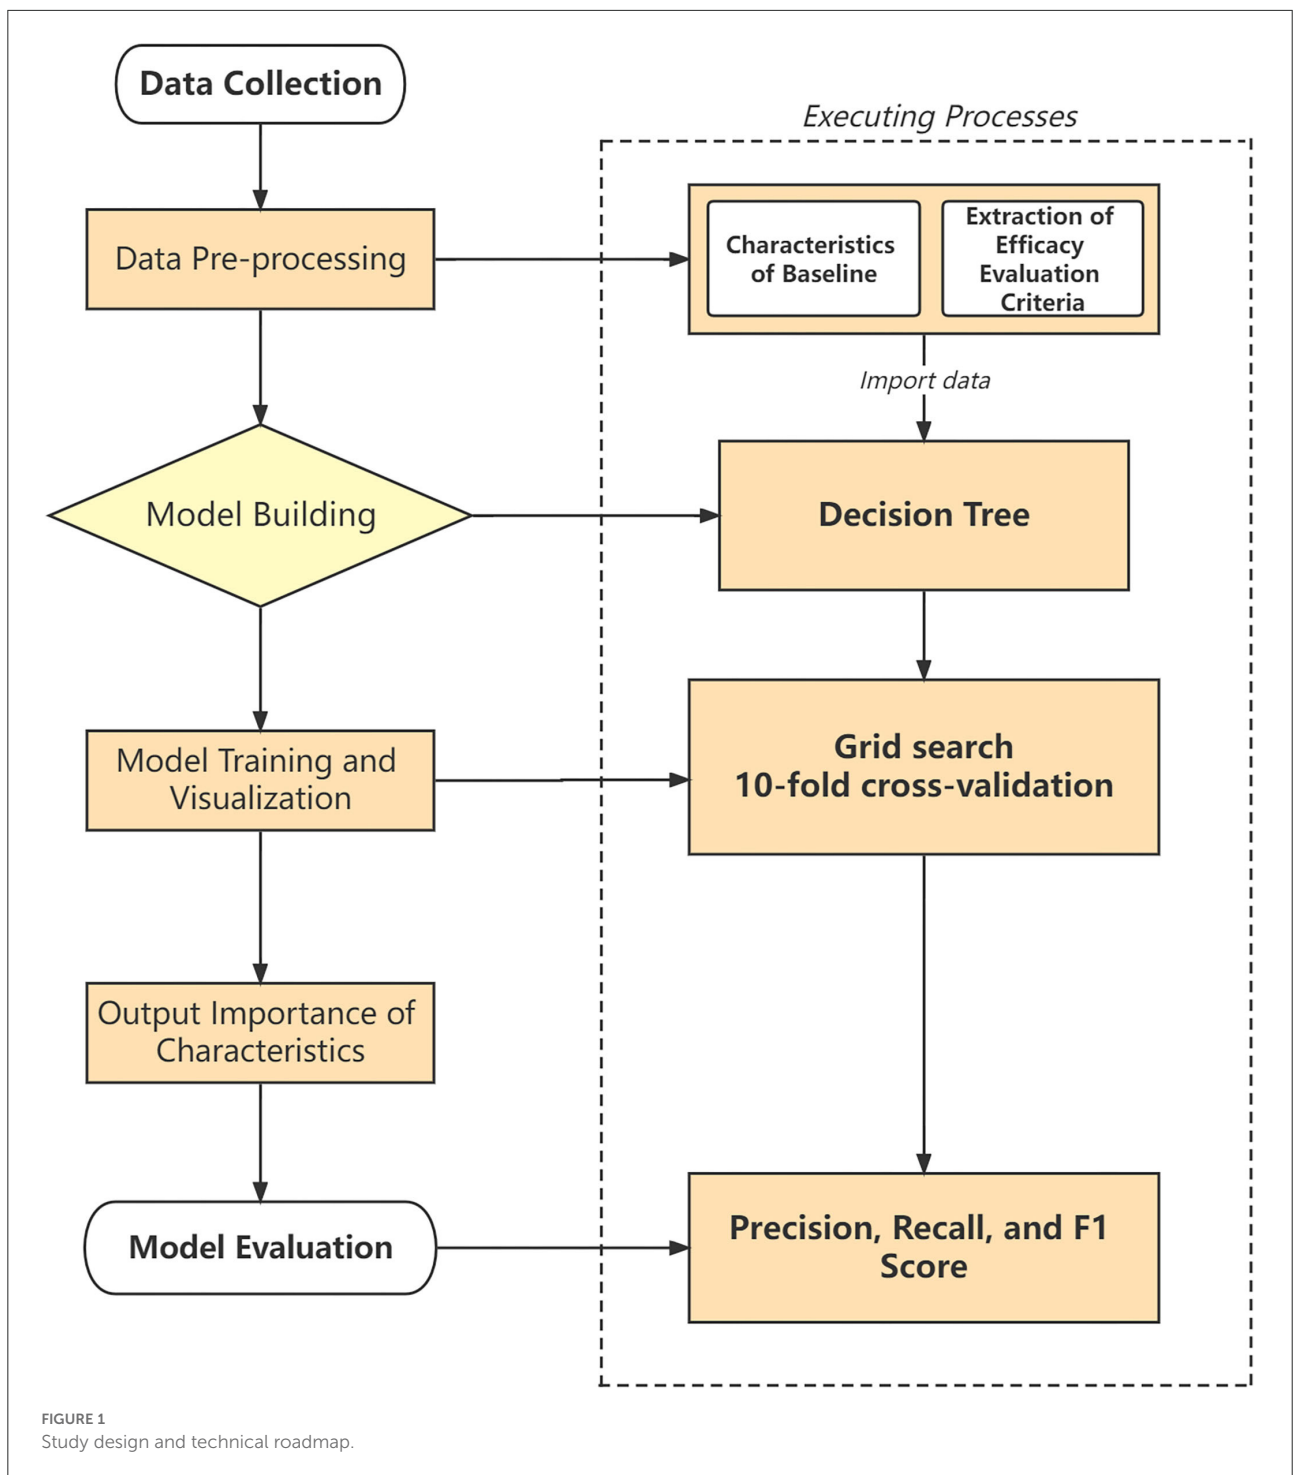 Data Collection
Executing Processes
Data Pre-processing
Characteristics
of Baseline
Extraction of
Efficacy
Evaluation
Criteria
Import data
Model Building
Decision Tree
Model Training and
Visualization
Grid search
10-fold cross-validation
Output Importance of
Characteristics
Model Evaluation
Precision, Recall, and F1
Score
FIGURE 1
Study design and technical roadmap.